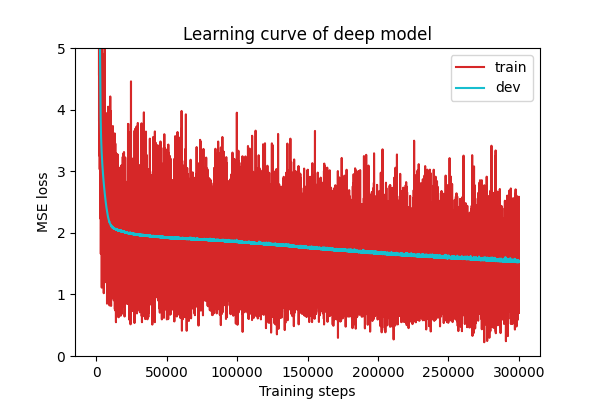 Learning curve of deep model
train
dev
MSE loss
5
4
3
2
1
0
0 50000 100000 150000 200000 250000 300000
Training steps